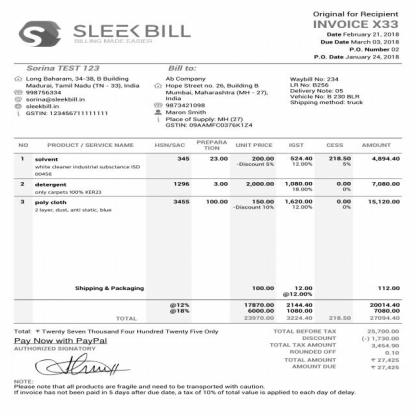 Original for Recipient
SLEEK BILL
BILLING MADE EASIER
INVOICE X33
Date February 21, 2018
Due Date March 03, 2018
P.O. Number 02
P.O. Date January 24, 2018
Sorina TEST 123
Long Baharam, 34-38, B Building
Madurai, Tamil Nadu (TN - 33), India
988756334
sorina@sleekbill.in
sleekbill.in
GSTIN: 123456711111111
Bill to:
Ab Company
Hope Street no. 26, Building B
Mumbai, Maharashtra (MH - 27),
India
9873421098
Maron Smith
Place of Supply: MH (27)
GSTIN: 09AAMFC0376K1Z4
Waybill No: 234
LR No: B256
Delivery Note: 05
Vehicle No: B 230 BLR
Shipping method: truck
NO PRODUCT / SERVICE NAME HSN/SAC PREPARATION UNIT PRICE IGST CESS AMOUNT
1 solvent 345 23.00 200.00 524.40 218.50 4,894.40
white cleaner industrial subsctance ISO -Discount 5% 12.00% 5%
00456
2 detergent 1296 3.00 2,000.00 1,080.00 0.00 7,080.00
only carpets 100% XER23 18.00% 0%
3 poly cloth 3455 100.00 150.00 1,620.00 0.00 15,120.00
2 layer, dust, anti static, blue -Discount 10% 12.00% 0%
Shipping & Packaging 100.00 12.00 112.00
@12.00%
@12% 17870.00 2144.40 20014.40
@18% 6000.00 1080.00 7080.00
TOTAL 23970.00 3224.40 218.50 27094.40
Total: ₹ Twenty Seven Thousand Four Hundred Twenty Five Only
Pay Now with PayPal
AUTHORIZED SIGNATORY
TOTAL BEFORE TAX 25,700.00
DISCOUNT (-) 1,730.00
TOTAL TAX AMOUNT 3,454.90
ROUNDED OFF 0.10
TOTAL AMOUNT ₹ 27,425
AMOUNT DUE ₹ 27,425
NOTE:
Please note that all products are fragile and need to be transported with caution.
If invoice has not been paid in 5 days after due date, a tax of 10% of total value is applied to each day of delay.